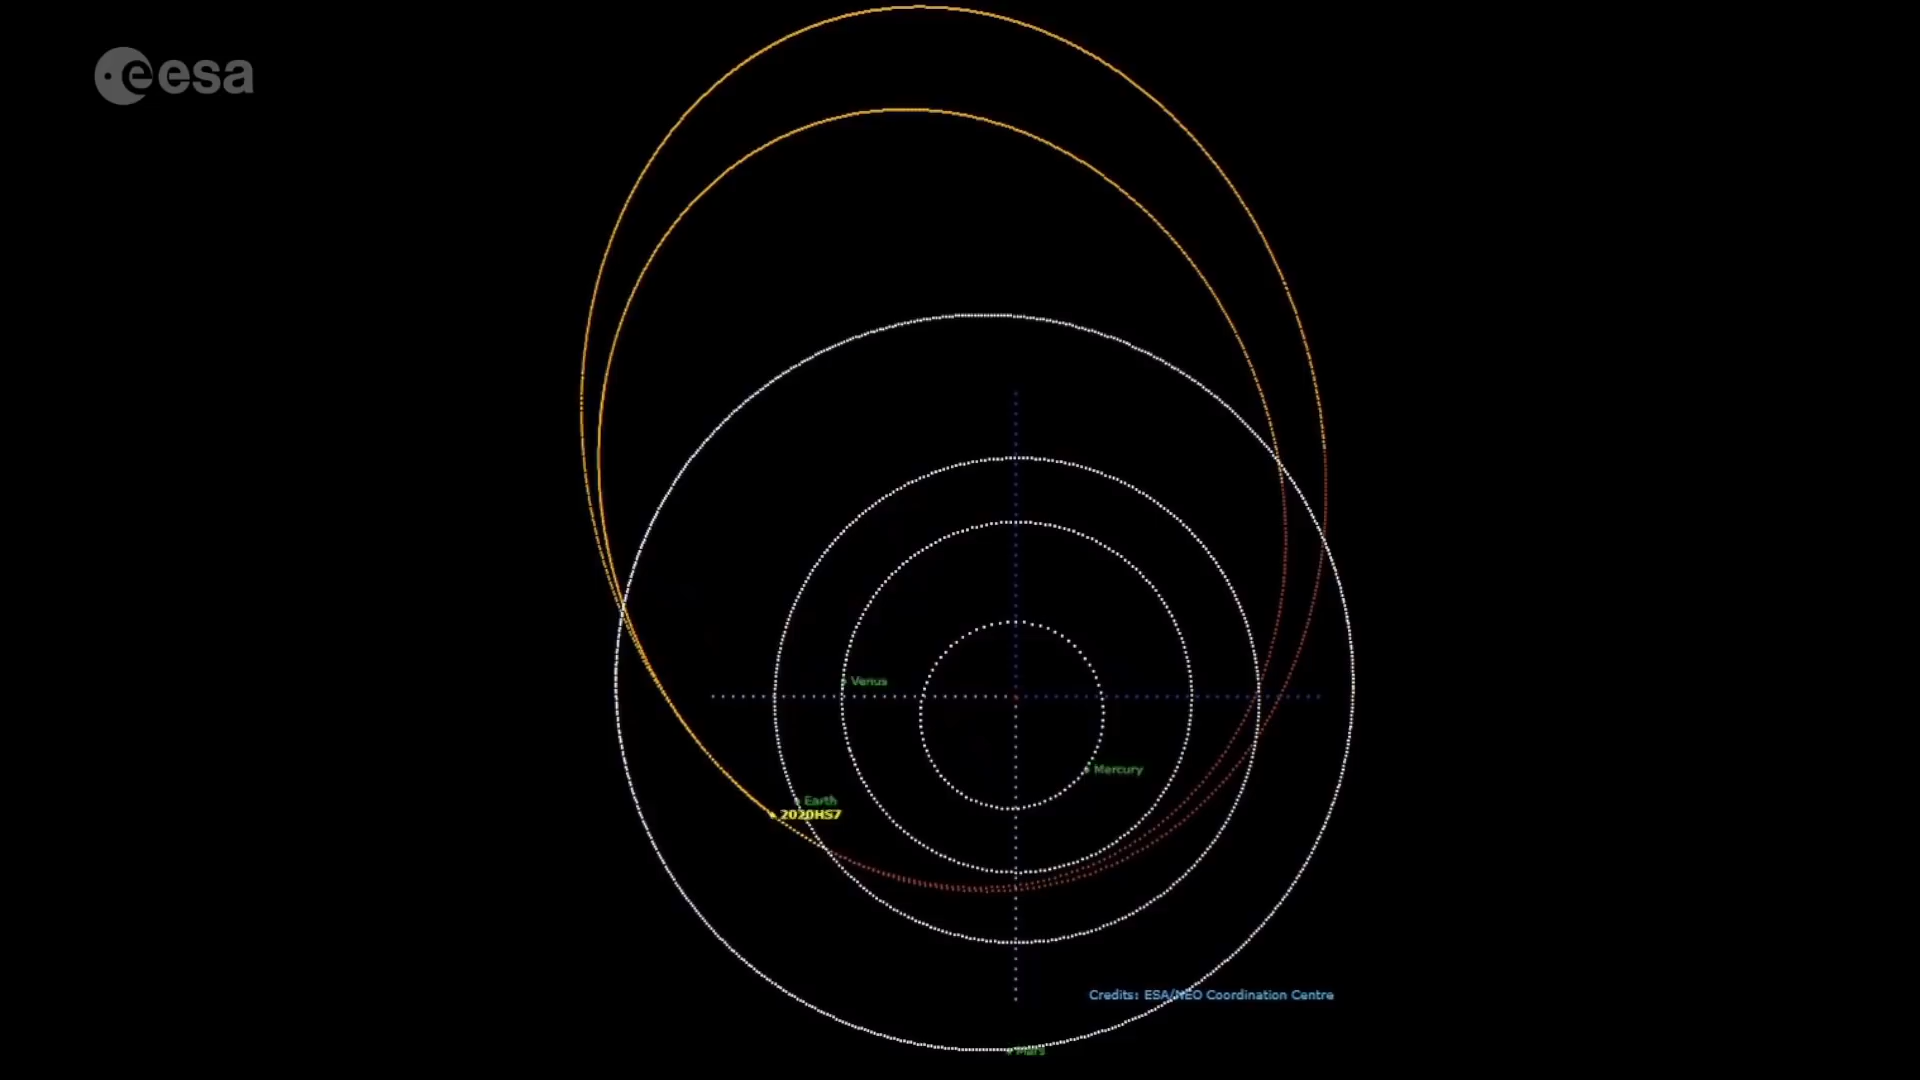 esa
Venus
Mercury
Earth
2020HS7
Credits: ESA/NEO Coordination Centre
Mars